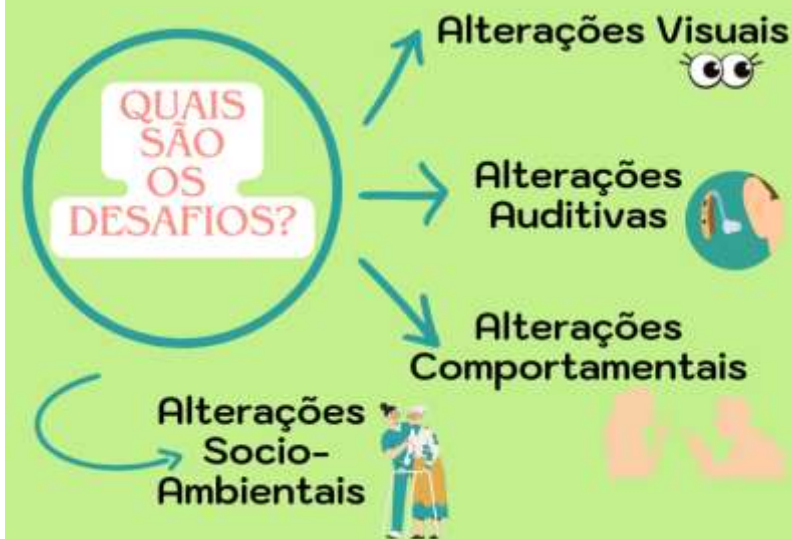 QUAIS
SÃO
OS
DESAFIOS?
Alterações Visuais
Alterações
Auditivas
Alterações
Comportamentais
Alterações
Socio-
Ambientais